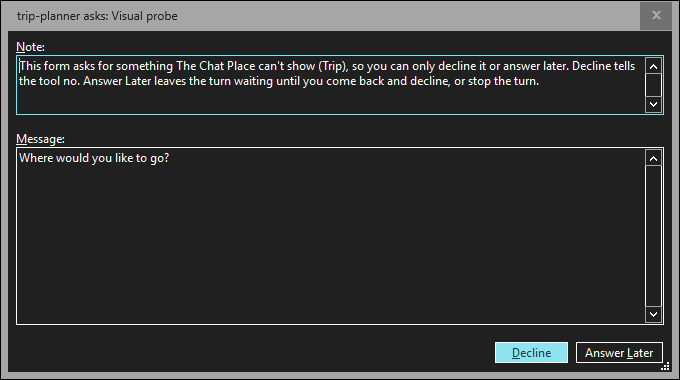 trip-planner asks: Visual probe
Note:
This form asks for something The Chat Place can't show (Trip), so you can only decline it or answer later. Decline tells
the tool no. Answer Later leaves the turn waiting until you come back and decline, or stop the turn.
Message:
Where would you like to go?
Decline
Answer Later